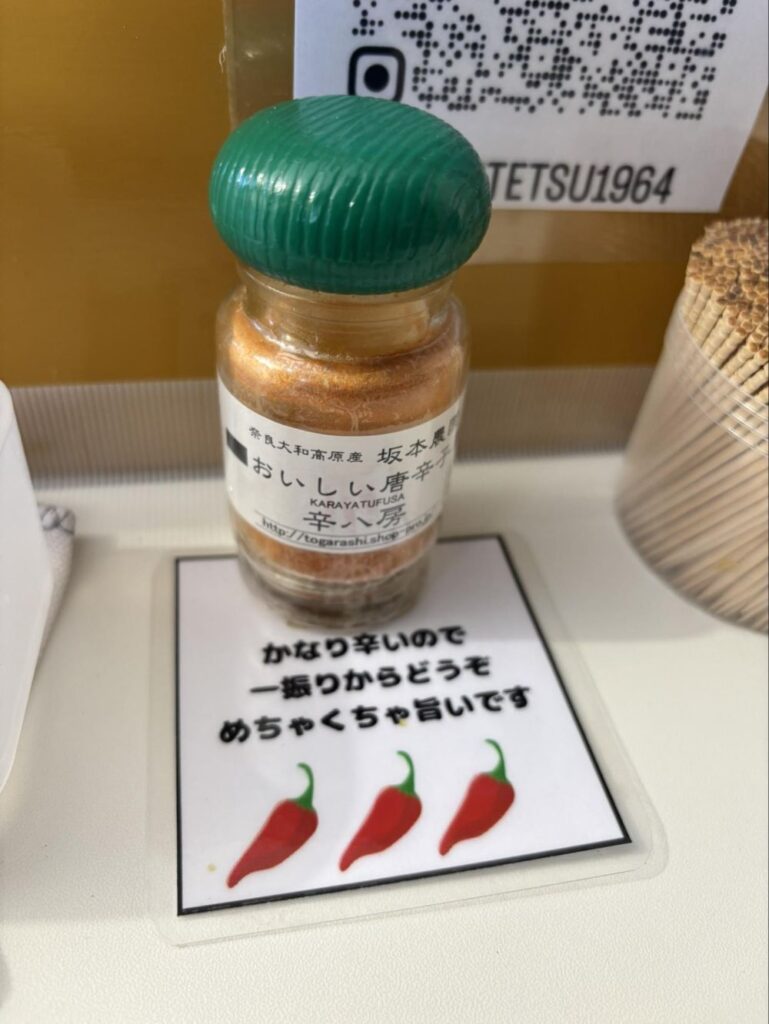 TETSU1964
奈良大和高原産 坂本農
おいしい唐辛子
KARAYATUFUSA
辛八房
http://togarashi.shop-pro.jp
かなり辛いので
一振りからどうぞ
めちゃくちゃ旨いです